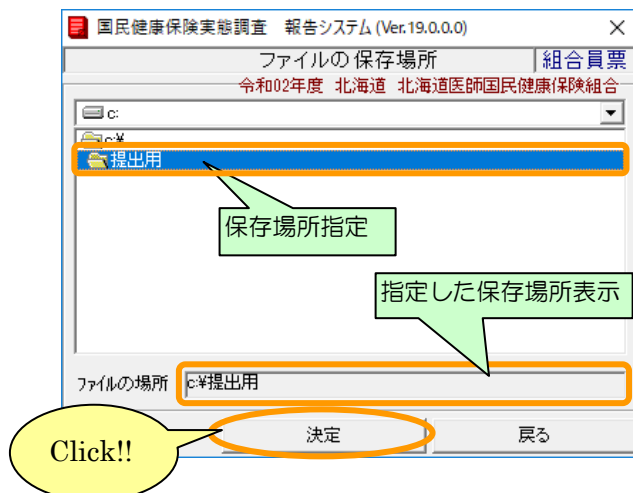 国民健康保険実態調査 報告システム (Ver.19.0.0.0)
ファイルの保存場所
組合員票
令和02年度 北海道 北海道医師国民健康保険組合
c:
c:¥
提出用
保存場所指定
指定した保存場所表示
ファイルの場所 c:¥提出用
Click!!
決定
戻る